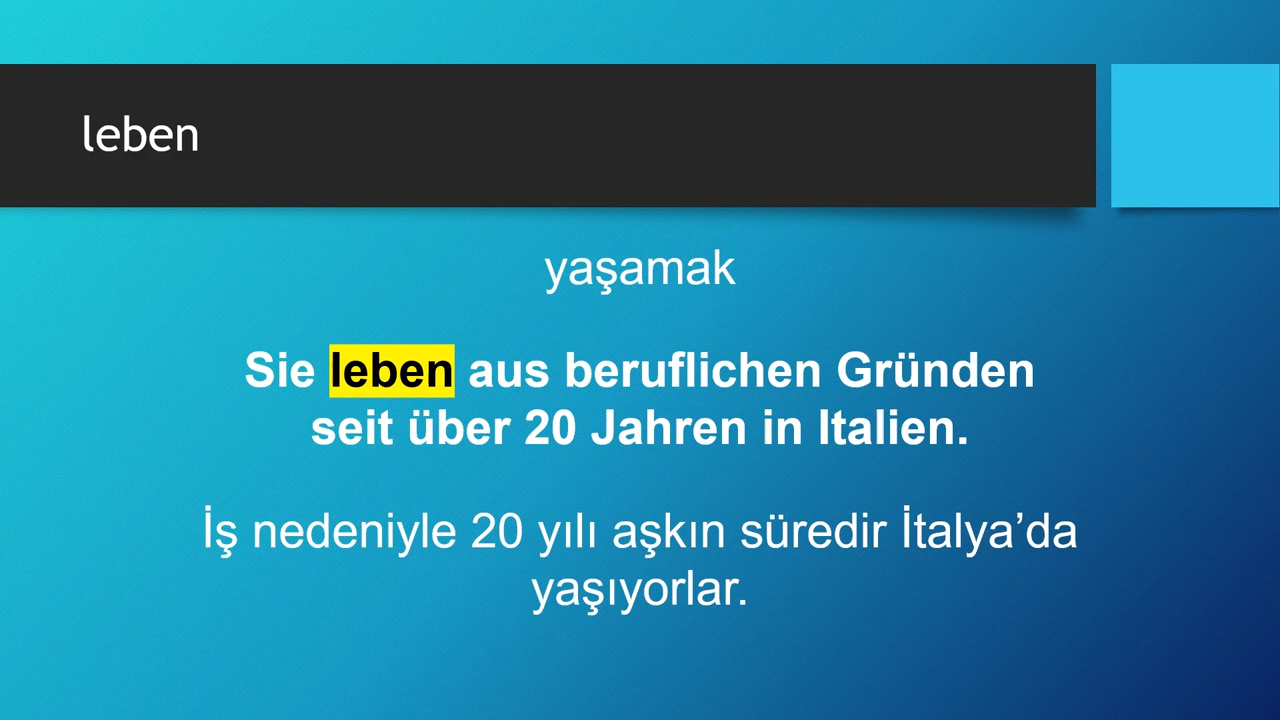 leben
yaşamak
Sie leben aus beruflichen Gründen
seit über 20 Jahren in Italien.
İş nedeniyle 20 yılı aşkın süredir İtalya’da
yaşıyorlar.